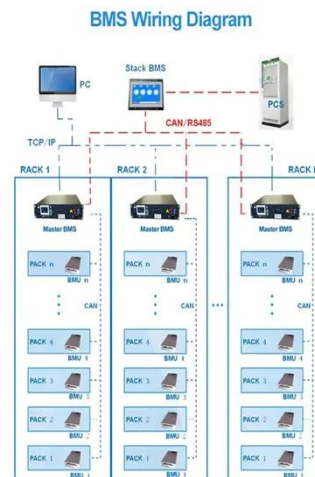 BMS Wiring Diagram
PC
Stack BMS
PCS
CAN/RS485
TCP/IP
RACK 1
RACK 2
RACK
Master BMS
Master BMS
Master BMS
PACK n
BMU n
PACK n
BMU n
PACK n
BMU n
CAN
CAN
CAN
PACK 4
BMU 4
PACK 4
BMU 4
PACK 4
BMU 4
PACK 3
BMU 3
PACK 3
BMU 3
PACK 3
BMU 3
PACK 2
BMU 2
PACK 2
BMU 2
PACK 2
BMU 2
PACK 1
BMU
PACK 1
BMU
PACK 1
BMU